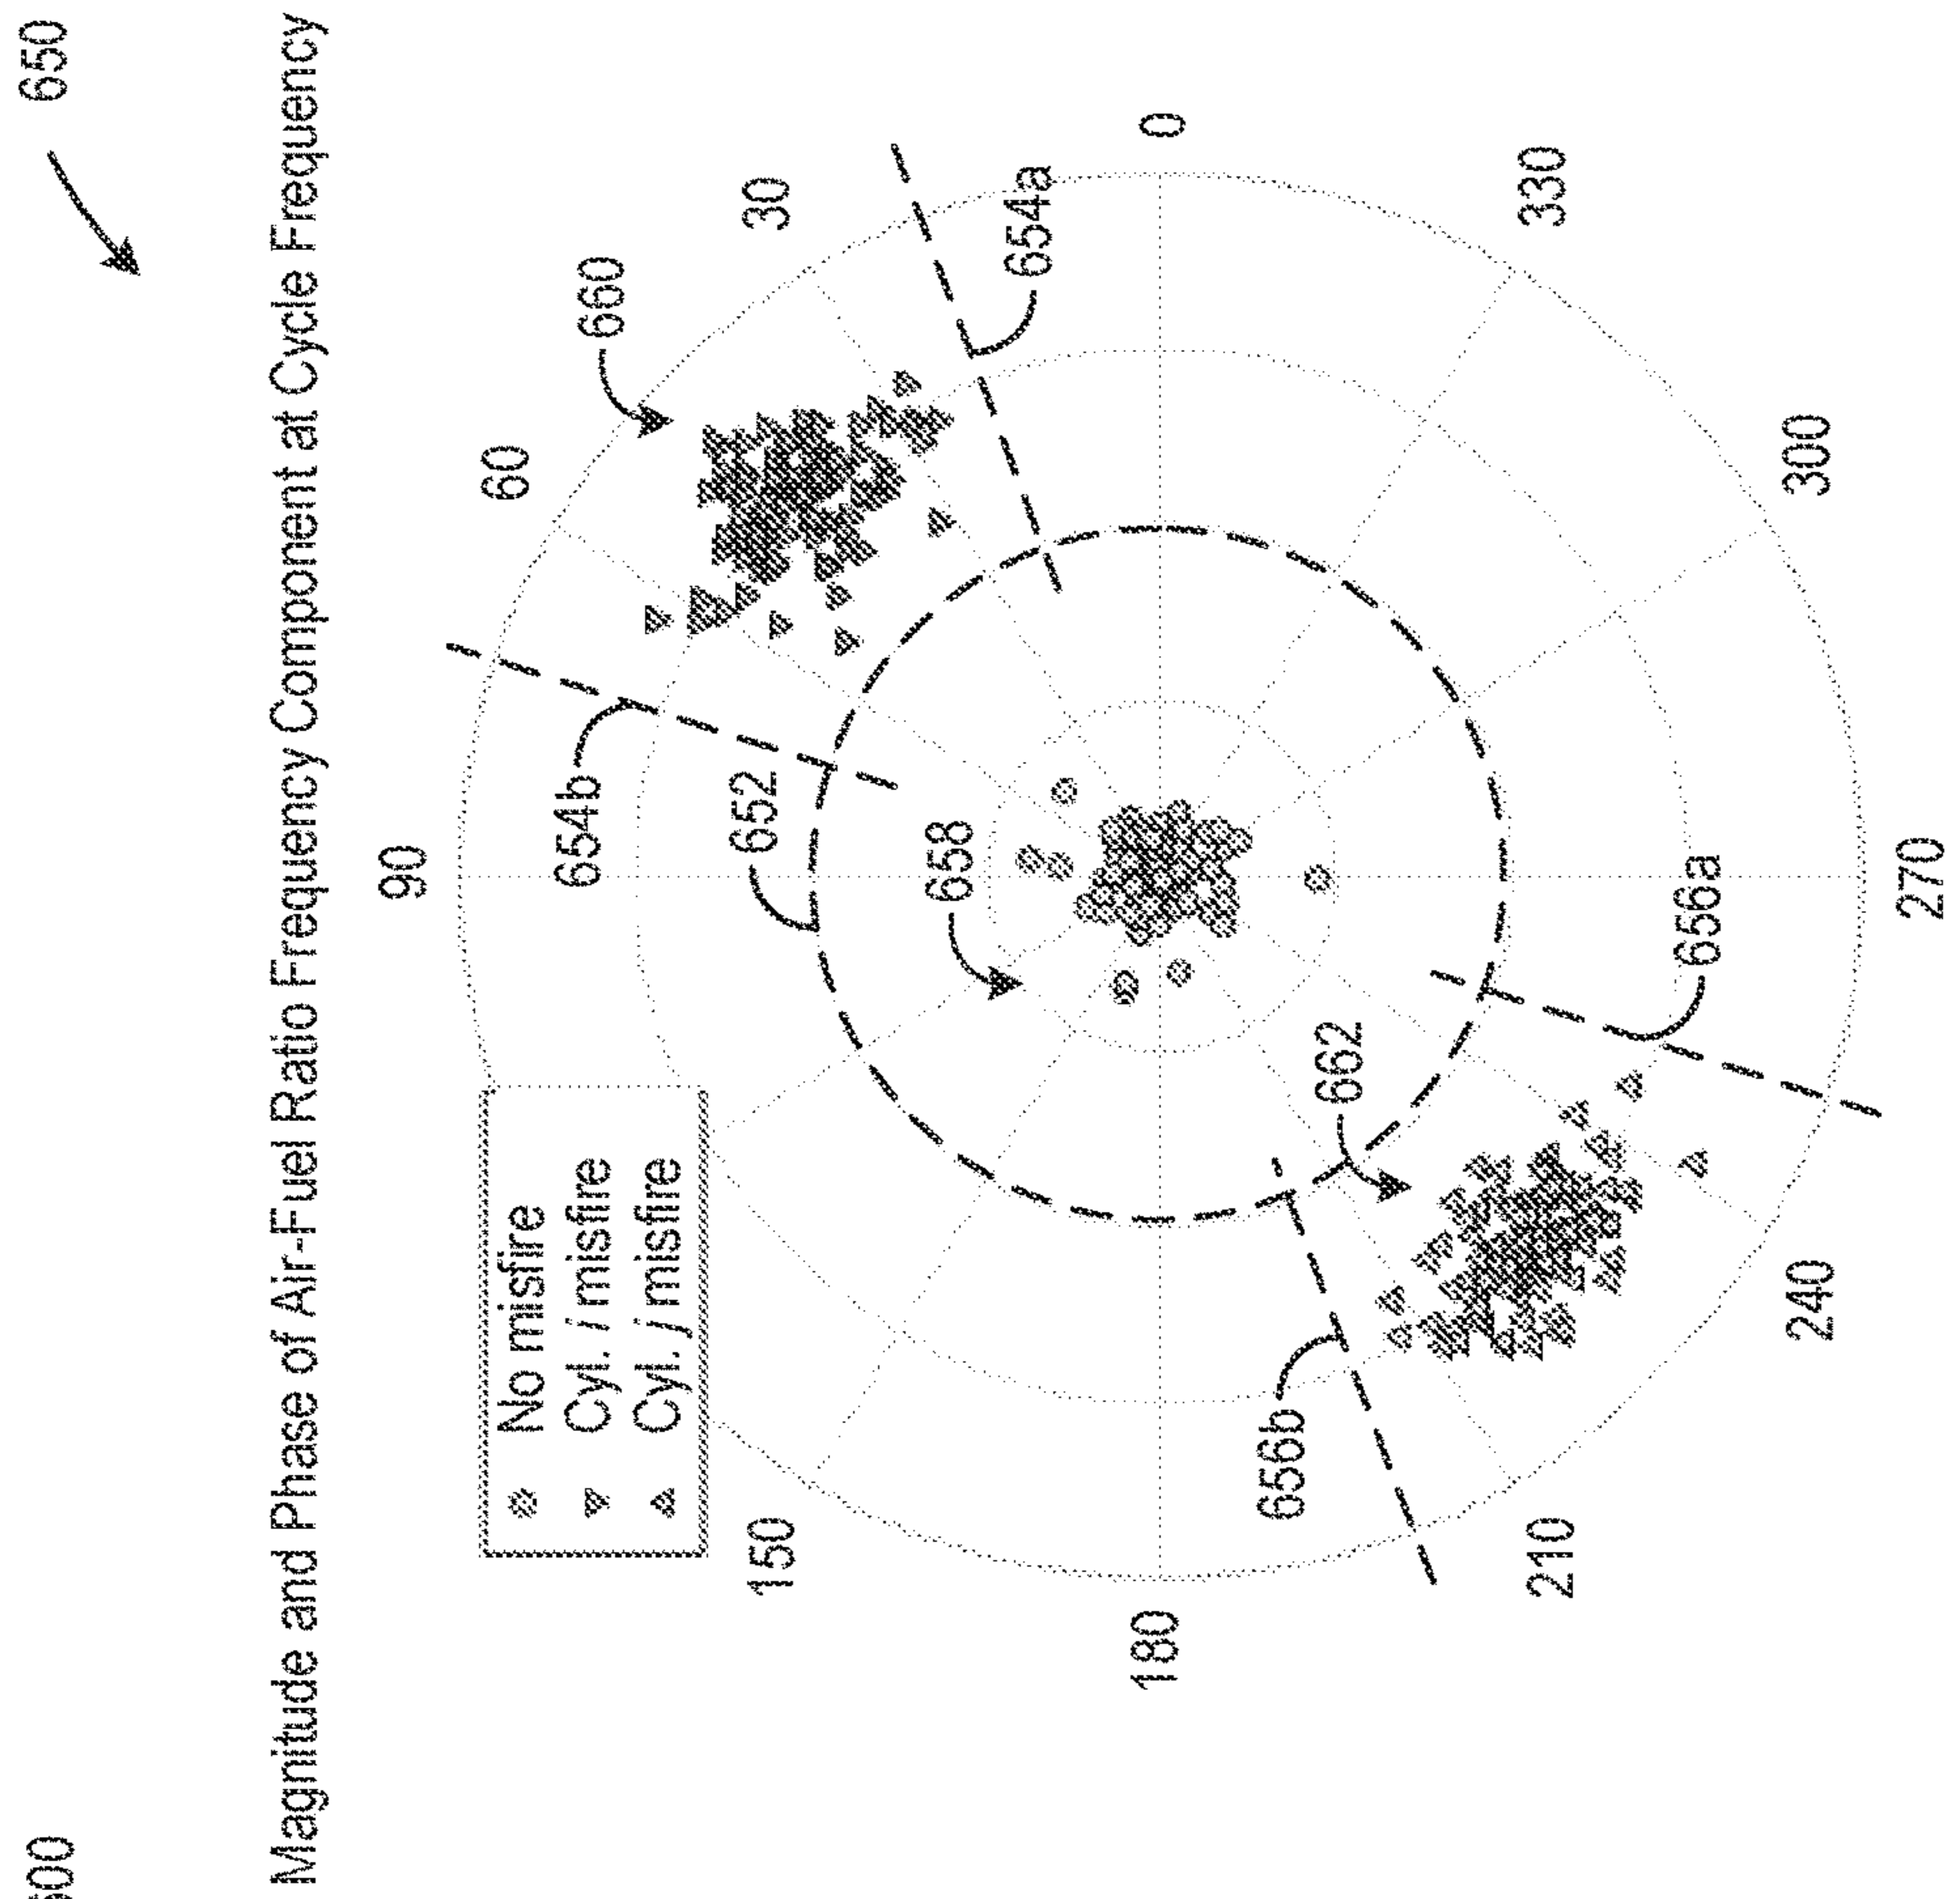 650
Magnitude and Phase of Air-Fuel Ratio Frequency Component at Cycle Frequency
No misfire
Cyl. i misfire
Cyl. j misfire
90
60
30
0
330
300
270
240
210
180
150
660
654a
654b
652
658
662
656a
656b